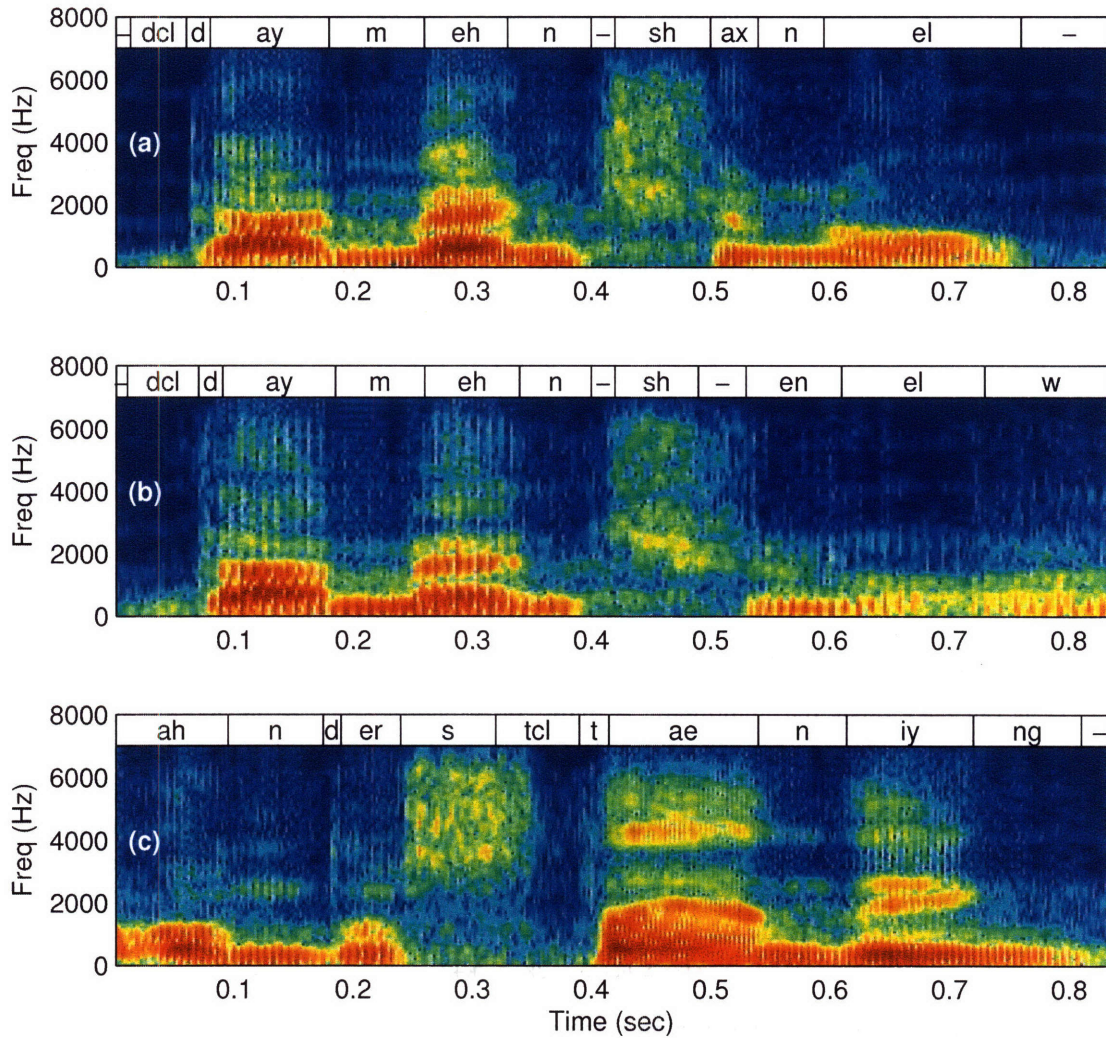 8000 – dcl d ay m eh n – sh ax n el –
6000
(a)
4000
2000
0
Freq (Hz)
0.1 0.2 0.3 0.4 0.5 0.6 0.7 0.8
8000 – dcl d ay m eh n – sh – en el w
6000
(b)
4000
2000
0
Freq (Hz)
0.1 0.2 0.3 0.4 0.5 0.6 0.7 0.8
8000 ah n d er s tcl t ae n iy ng –
6000
(c)
4000
2000
0
Freq (Hz)
0.1 0.2 0.3 0.4 0.5 0.6 0.7 0.8
Time (sec)